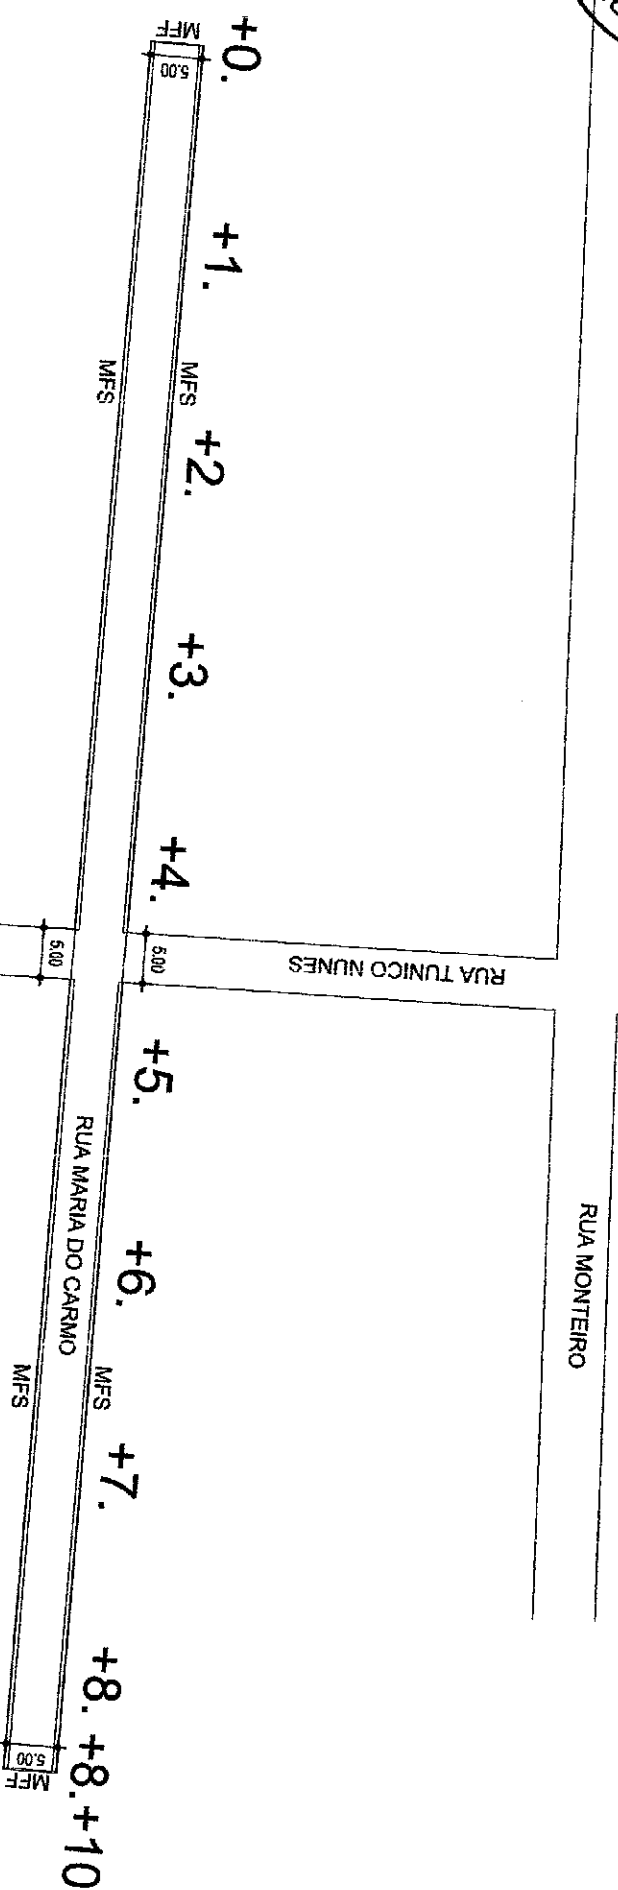 MFF
5.00
+0.
+1.
MFS
MFS
+2.
+3.
+4.
5.00
5.00
RUA TUNICO NUNES
+5.
RUA MARIA DO CARMO
RUA MONTEIRO
+6.
MFS
MFS
+7.
+8.
+8.+10
5.00
MFF